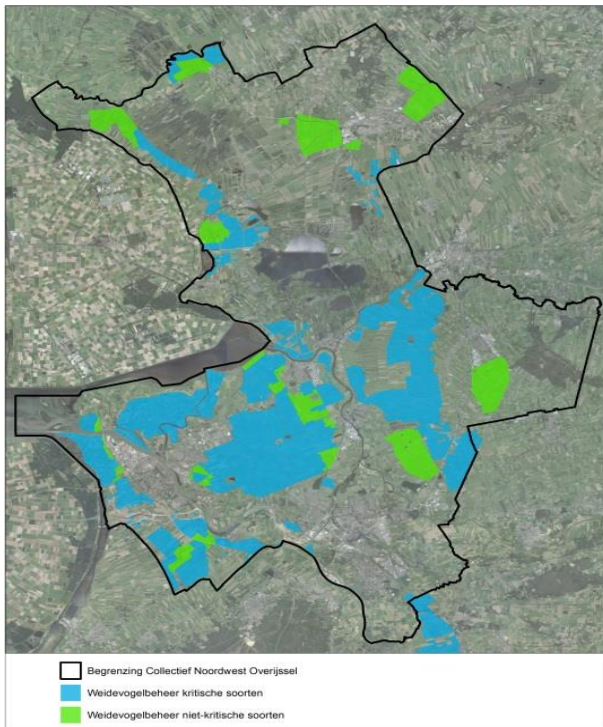 Begrenzing Collectief Noordwest Overijssel
Weidevogelbeheer kritische soorten
Weidevogelbeheer niet-kritische soorten